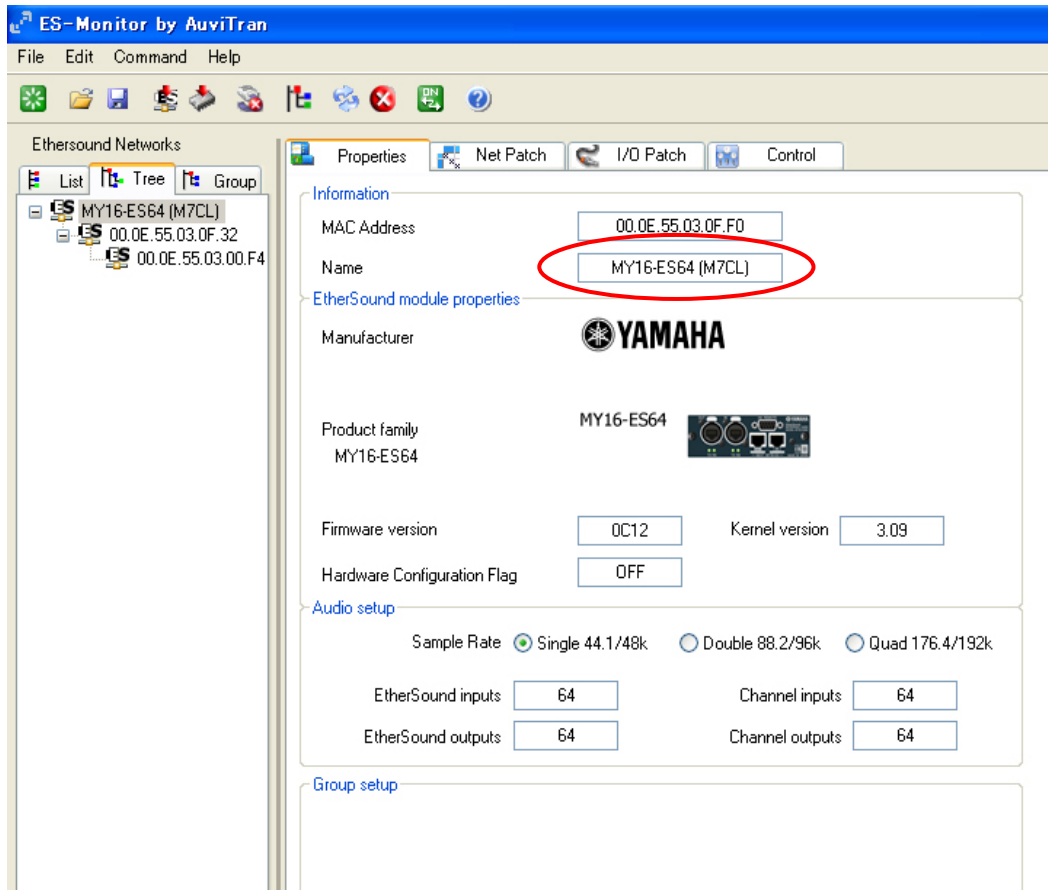 ES-Monitor by AuviTran
File Edit Command Help
Ethersound Networks
List Tree Group
MY16-ES64 (M7CL)
00.0E.55.03.0F.32
00.0E.55.03.00.F4
Properties Net Patch I/O Patch Control
Information
MAC Address 00.0E.55.03.0F.F0
Name MY16-ES64 (M7CL)
EtherSound module properties
Manufacturer YAMAHA
Product family MY16-ES64
MY16-ES64
Firmware version 0C12 Kernel version 3.09
Hardware Configuration Flag OFF
Audio setup
Sample Rate Single 44.1/48k Double 88.2/96k Quad 176.4/192k
EtherSound inputs 64 Channel inputs 64
EtherSound outputs 64 Channel outputs 64
Group setup